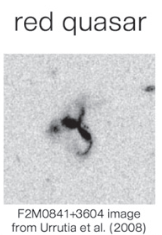 red quasar
F2M0841+3604 image
from Urrutia et al. (2008)